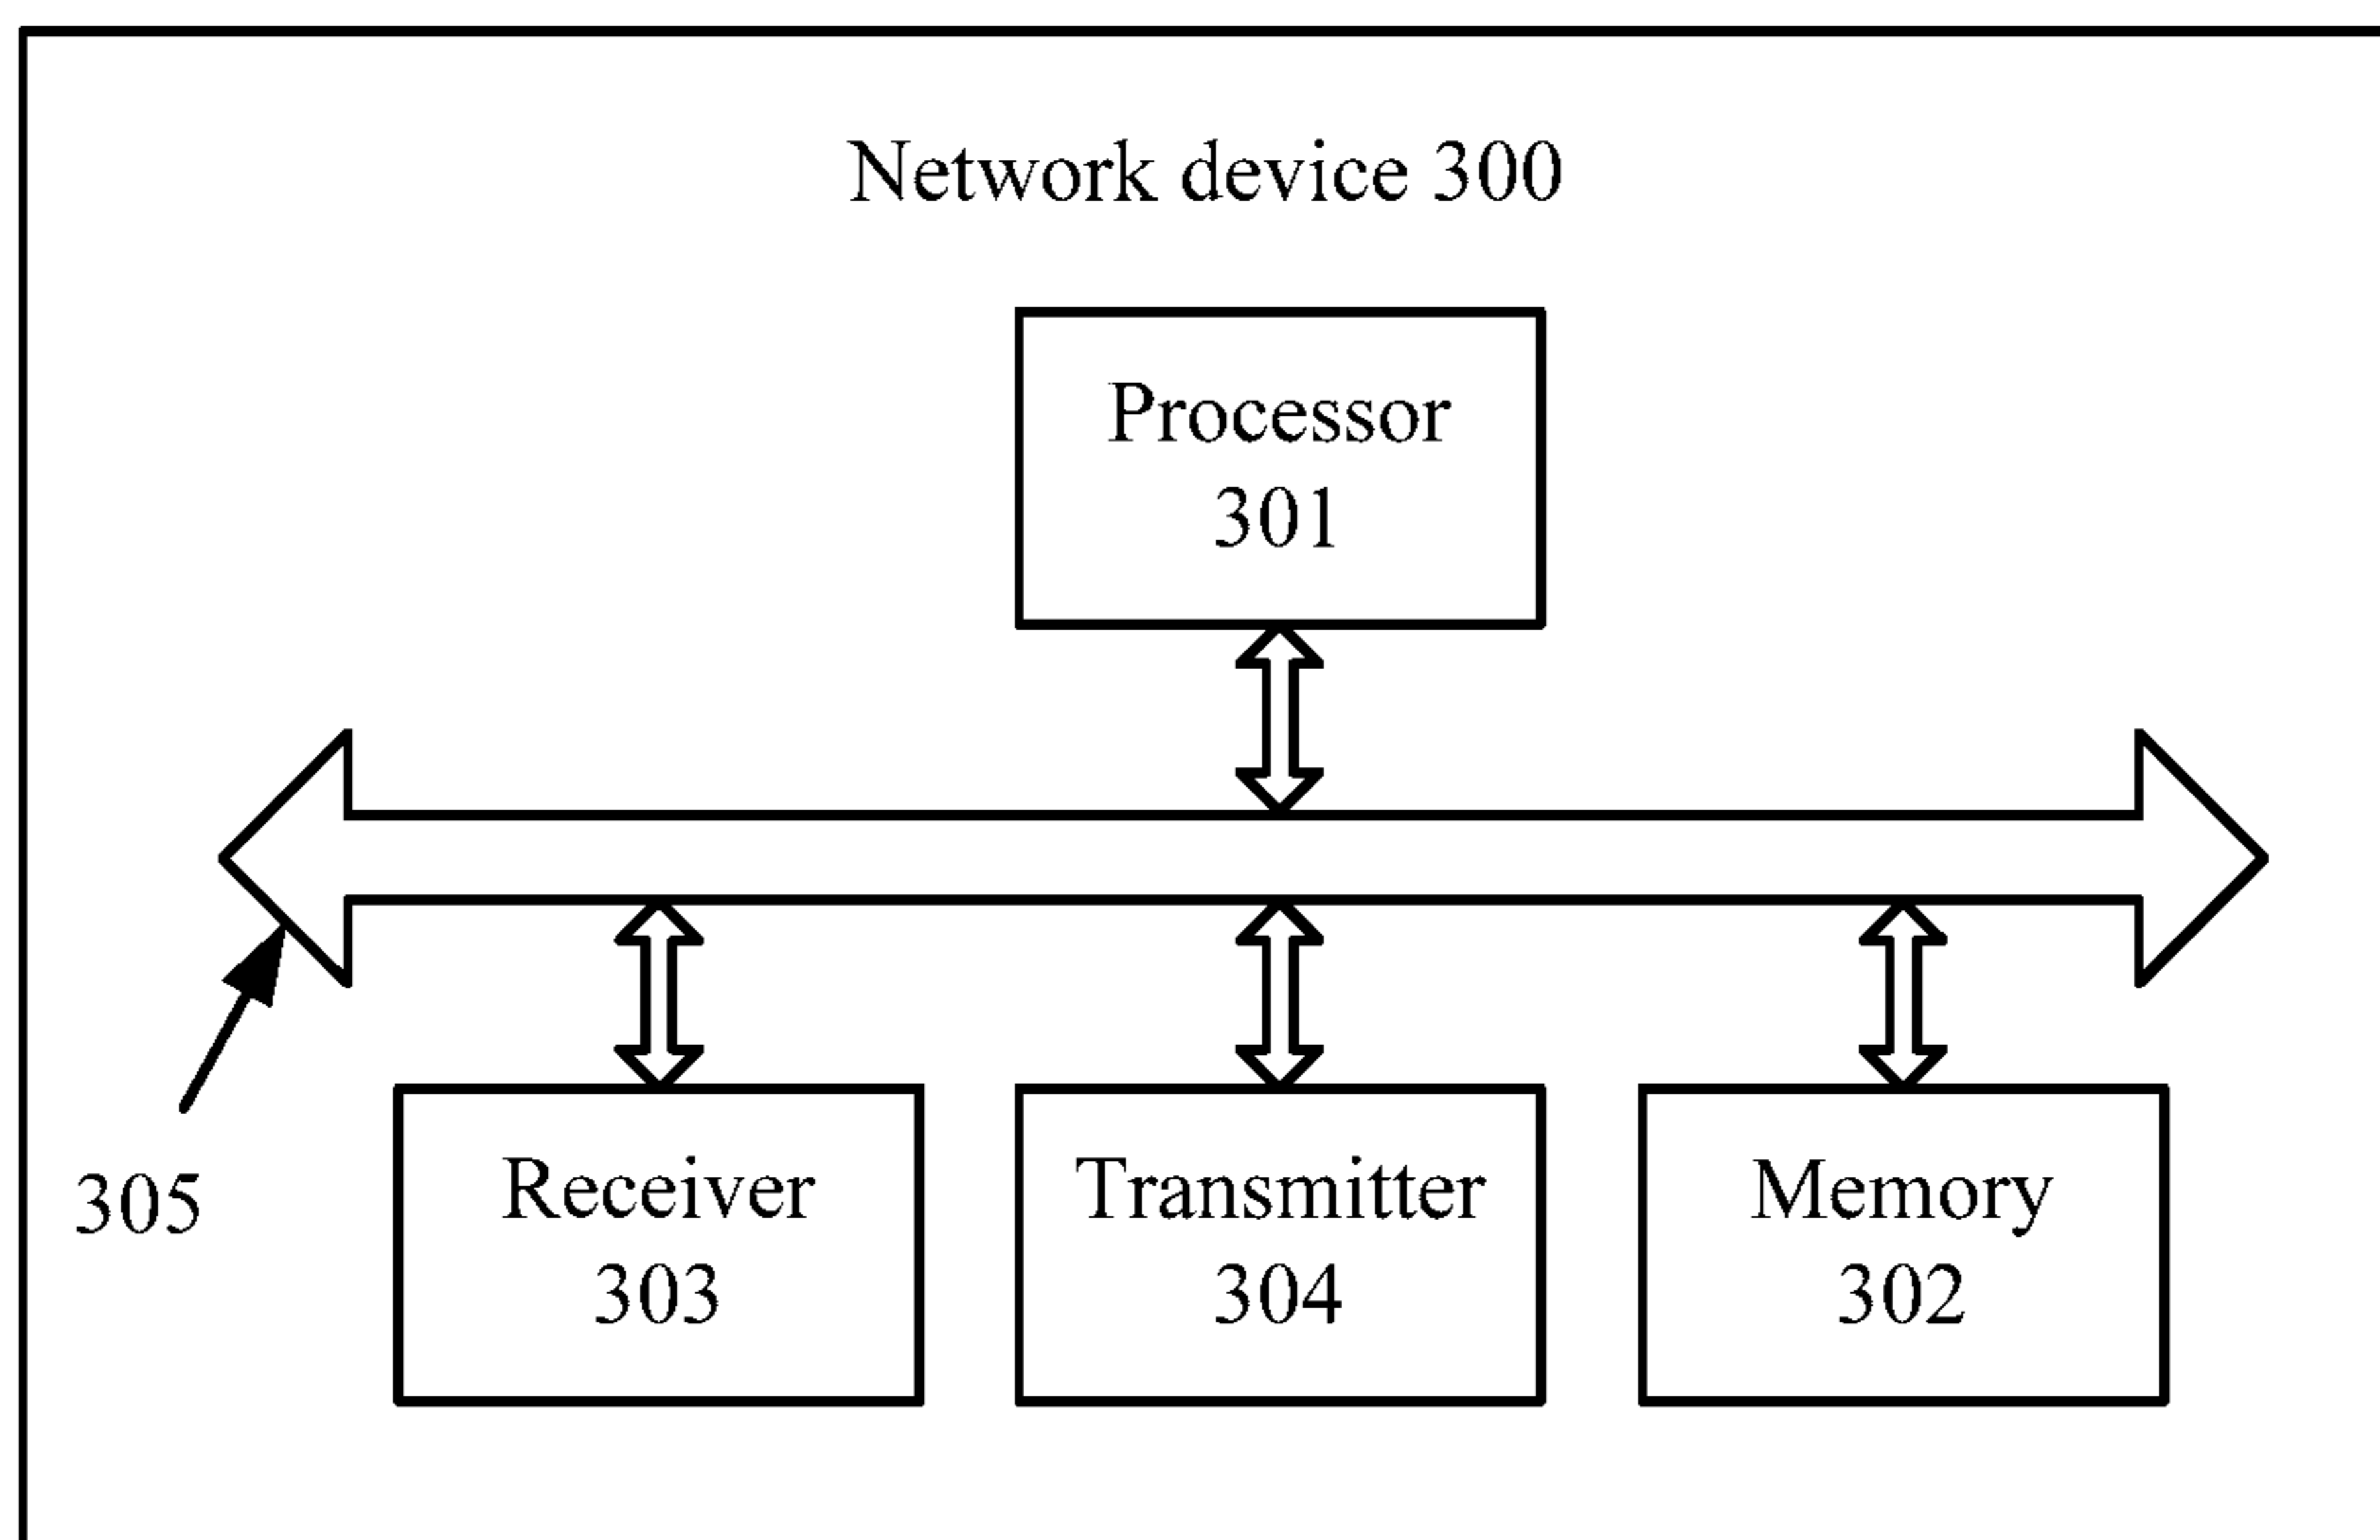 Network device 300
Processor
301
305
Receiver
303
Transmitter
304
Memory
302